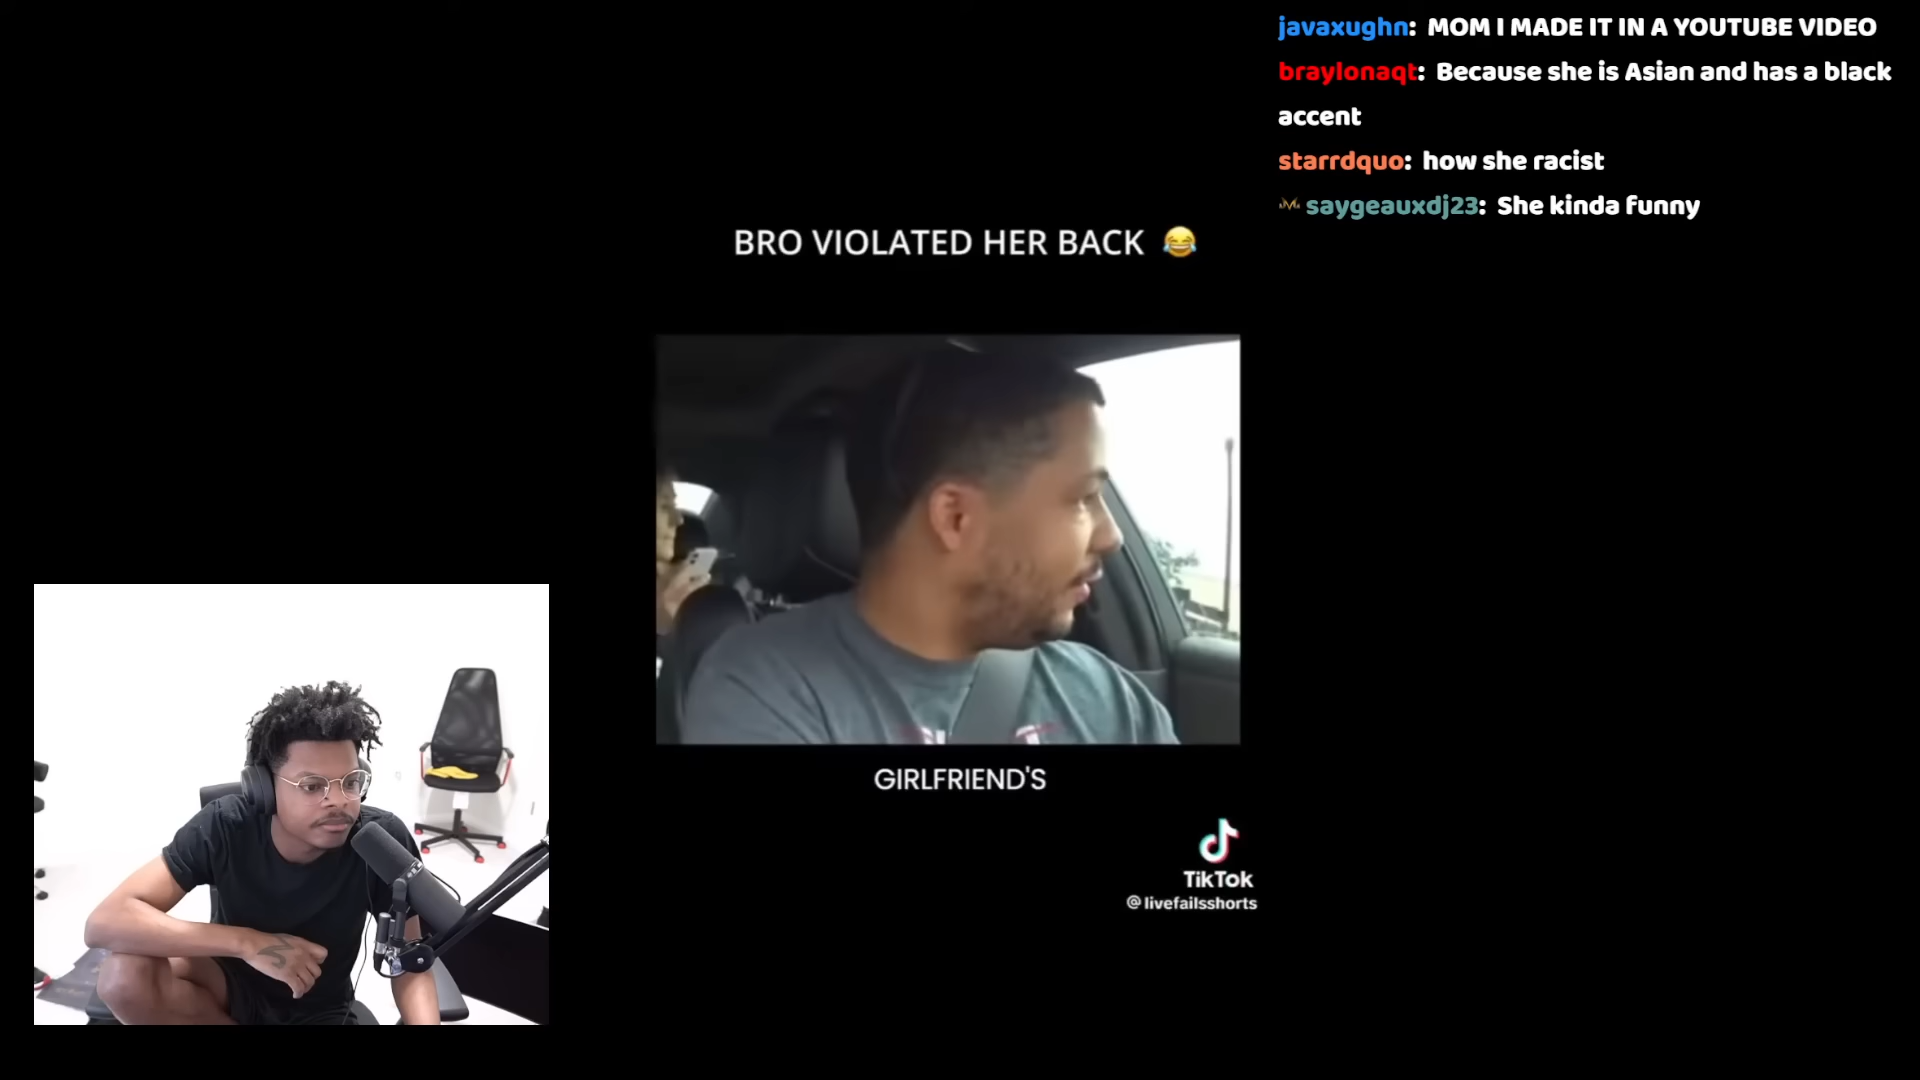 javaxughn: MOM I MADE IT IN A YOUTUBE VIDEO
braylonaqt: Because she is Asian and has a black
accent
starrdquo: how she racist
saygeauxdj23: She kinda funny
BRO VIOLATED HER BACK 😂
GIRLFRIEND'S
TikTok
@livefailsshorts